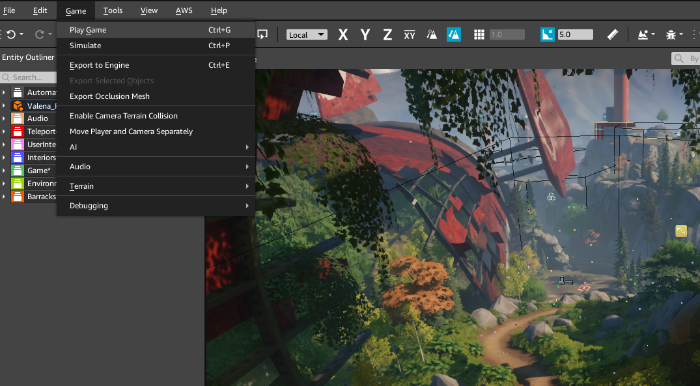 File Edit Game Tools View AWS Help
Play Game Ctrl+G
Simulate Ctrl+P
Export to Engine Ctrl+E
Export Selected Objects
Export Occlusion Mesh
Enable Camera Terrain Collision
Move Player and Camera Separately
AI
Audio
Terrain
Debugging
Local X Y Z XY 1.0 5.0
By
Entity Outliner
Search...
Automa
Valena_
Audio
Teleport
UserInte
Interiors
Game*
Environ
Barracks